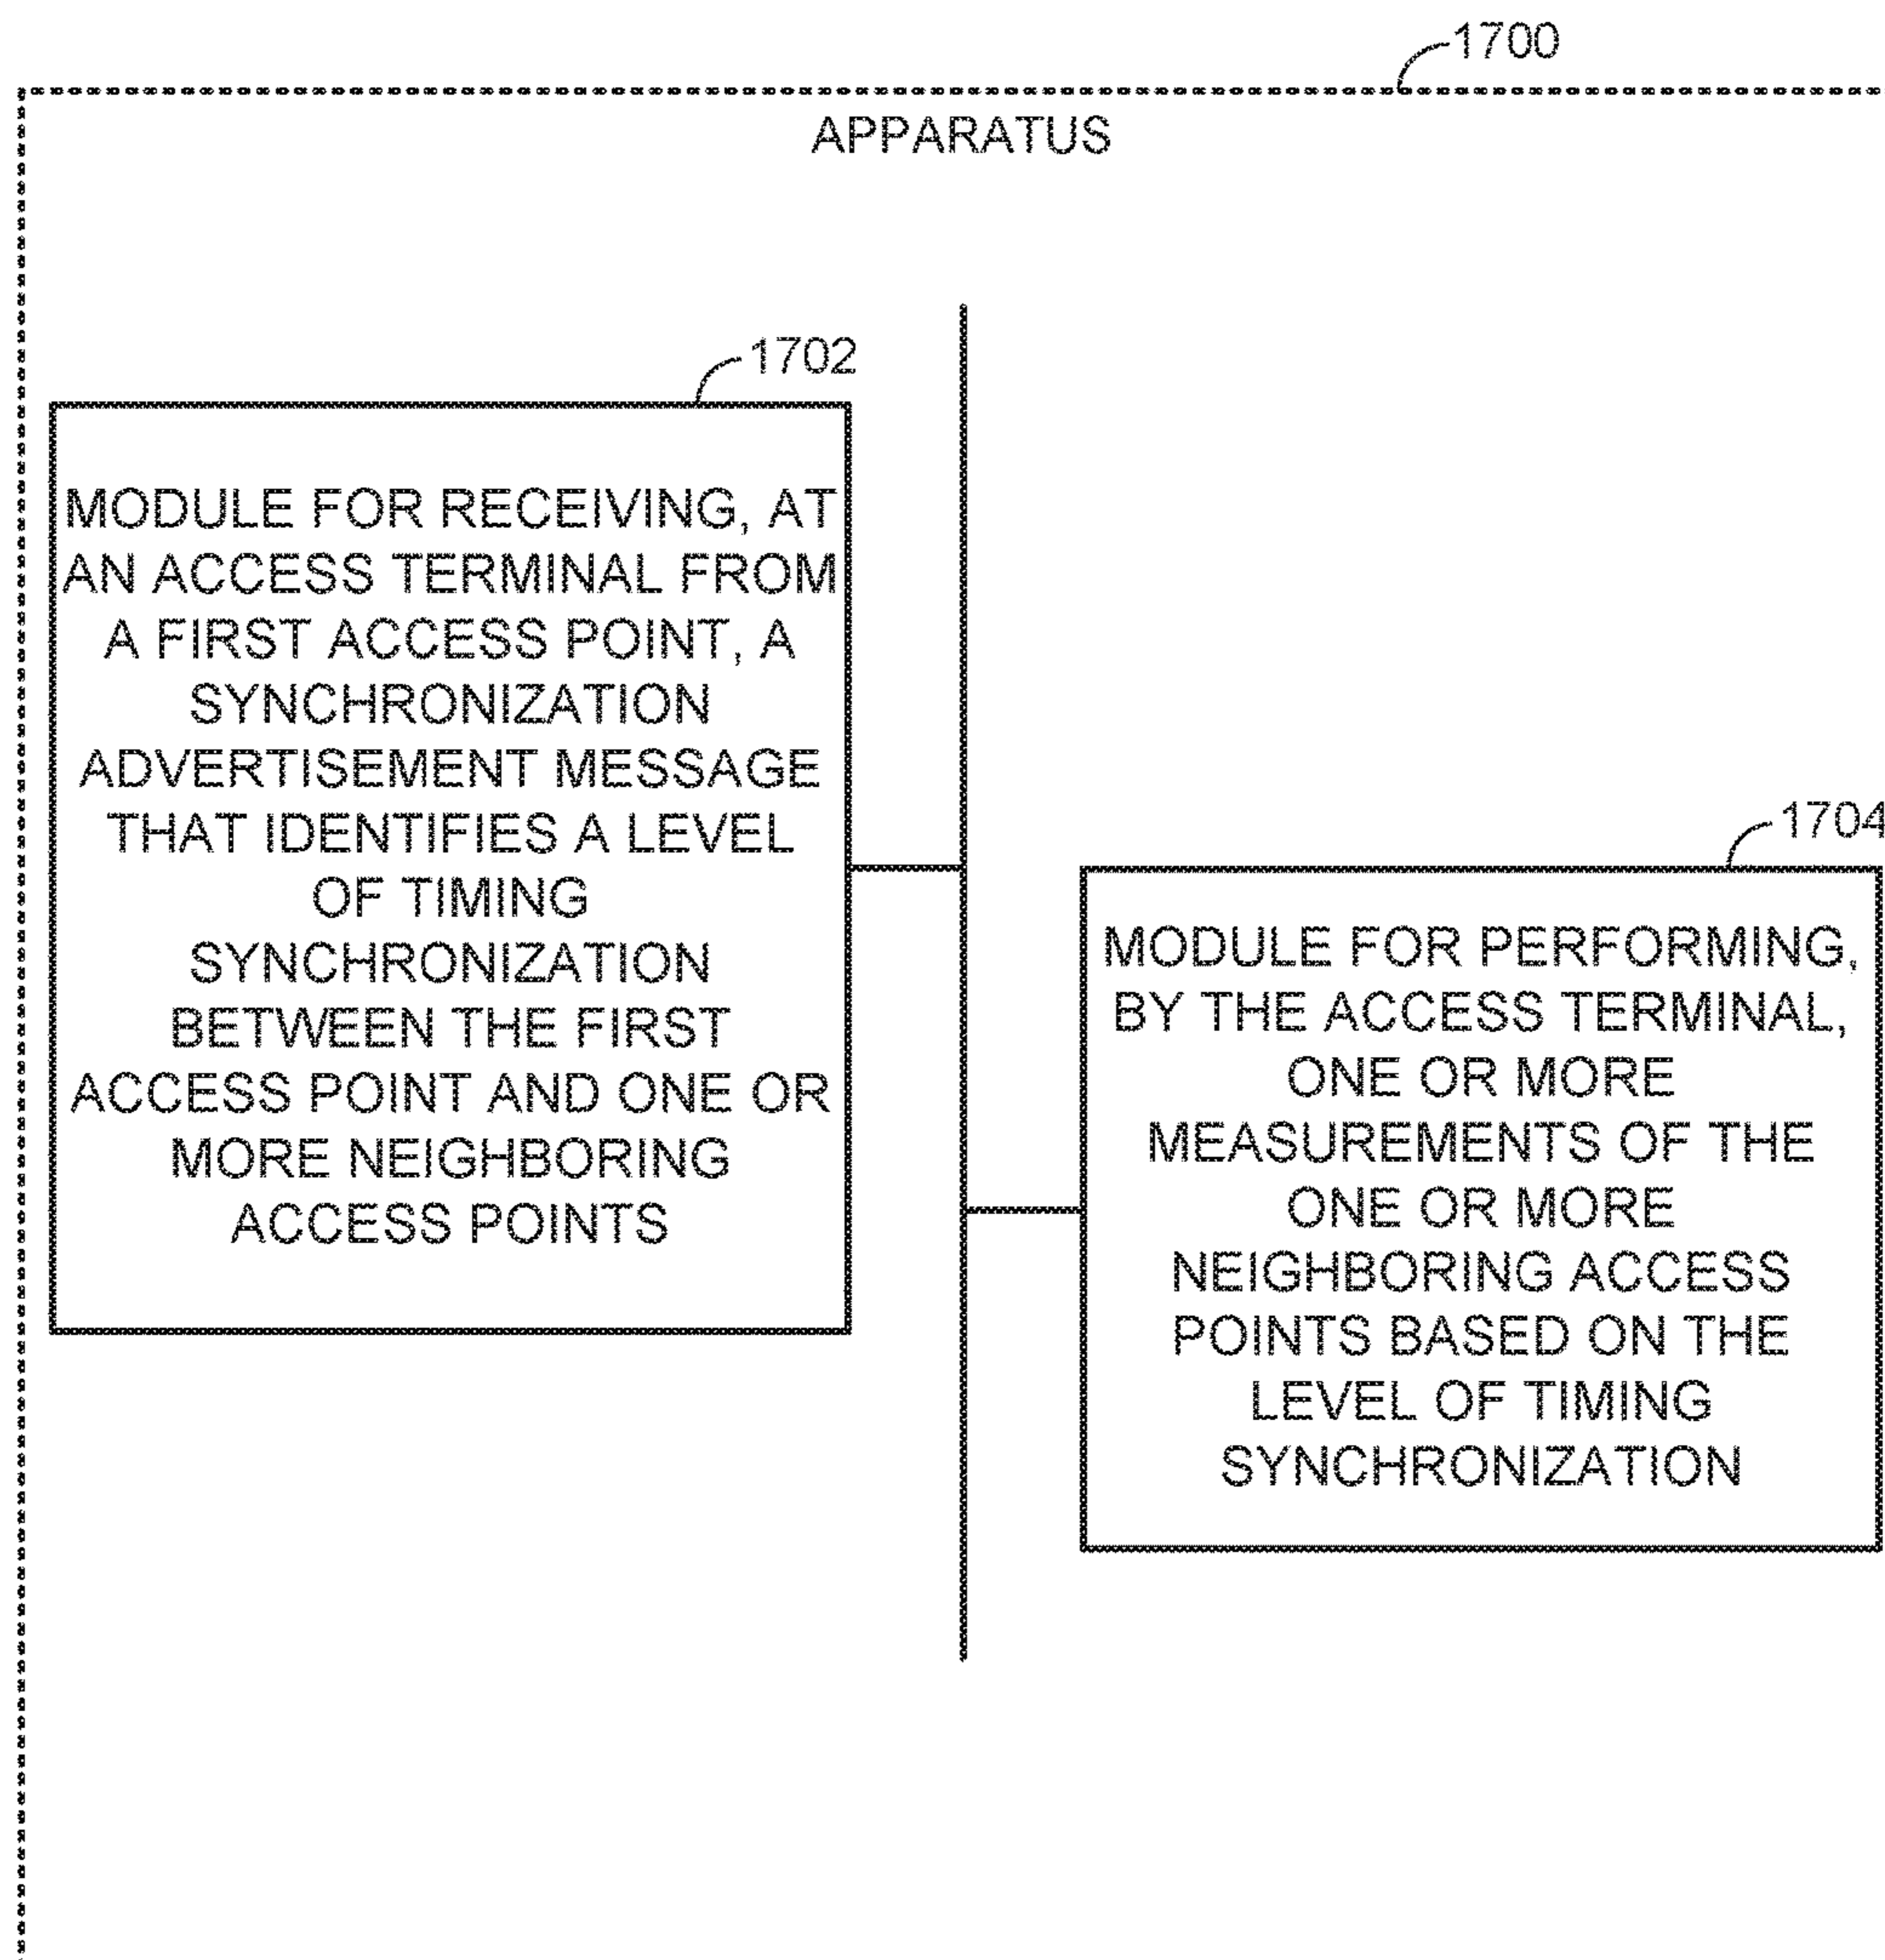 1700
APPARATUS
1702
MODULE FOR RECEIVING, AT
AN ACCESS TERMINAL FROM
A FIRST ACCESS POINT, A
SYNCHRONIZATION
ADVERTISEMENT MESSAGE
THAT IDENTIFIES A LEVEL
OF TIMING
SYNCHRONIZATION
BETWEEN THE FIRST
ACCESS POINT AND ONE OR
MORE NEIGHBORING
ACCESS POINTS
1704
MODULE FOR PERFORMING,
BY THE ACCESS TERMINAL,
ONE OR MORE
MEASUREMENTS OF THE
ONE OR MORE
NEIGHBORING ACCESS
POINTS BASED ON THE
LEVEL OF TIMING
SYNCHRONIZATION